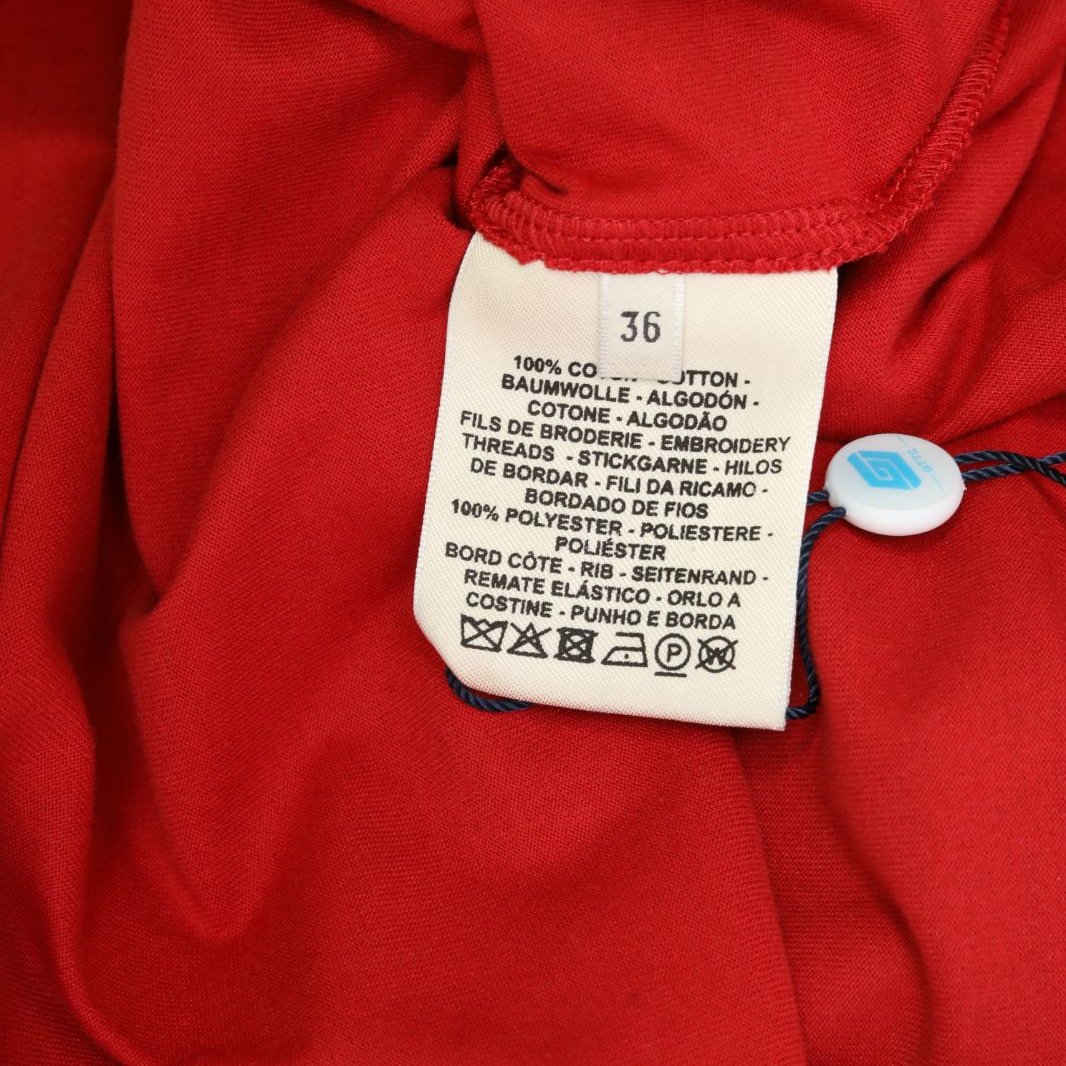 36
100% CO COTTON -
BAUMWOLLE - ALGODÓN -
COTONE - ALGODÃO
FILS DE BRODERIE - EMBROIDERY
THREADS - STICKGARNE - HILOS
DE BORDAR - FILI DA RICAMO -
BORDADO DE FIOS
100% POLYESTER - POLIESTERE -
POLIÉSTER
BORD CÔTE - RIB - SEITENRAND -
REMATE ELÁSTICO - ORLO A
COSTINE - PUNHO E BORDA
P
W
GTTC